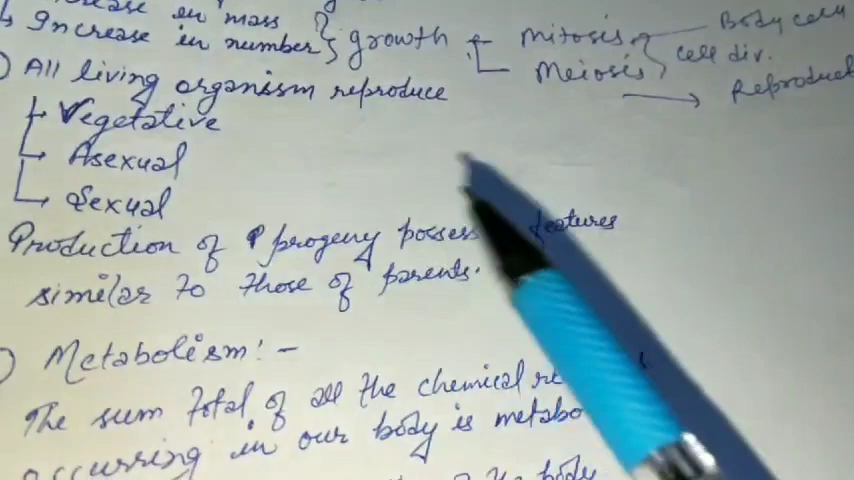 in mass
Increase in number } growth mitosis Body cells
cell div.
Meiosis Reproduct
All living organism reproduce
Vegetative
Asexual
Sexual
Production of progeny possess features
similar to those of parents.
Metabolism: -
The sum total of all the chemical re
occurring in our body is metabo
body